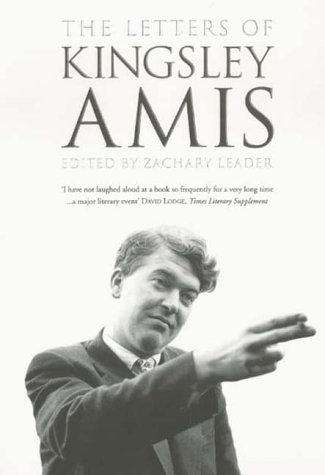 THE LETTERS OF
KINGSLEY
AMIS
EDITED BY ZACHARY LEADER
'I have not laughed aloud at a book so frequently for a very long time
...a major literary event' DAVID LODGE, Times Literary Supplement